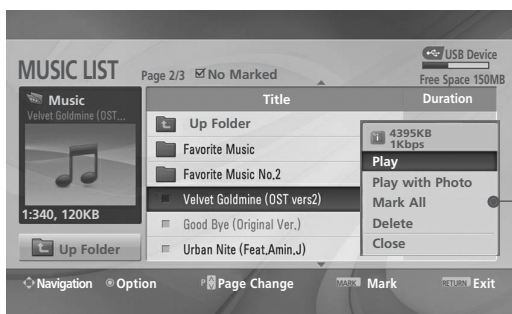 USB Device
MUSIC LIST
Page 2/3 No Marked
Free Space 150MB
Music
Velvet Goldmine (OST...
Title
Duration
Up Folder
Favorite Music
Favorite Music No.2
Velvet Goldmine (OST vers2)
Good Bye (Original Ver.)
Urban Nite (Feat,Amin.J)
1:340, 120KB
Up Folder
4395KB
1Kbps
Play
Play with Photo
Mark All
Delete
Close
Navigation Option P Page Change MARK Mark RETURN Exit